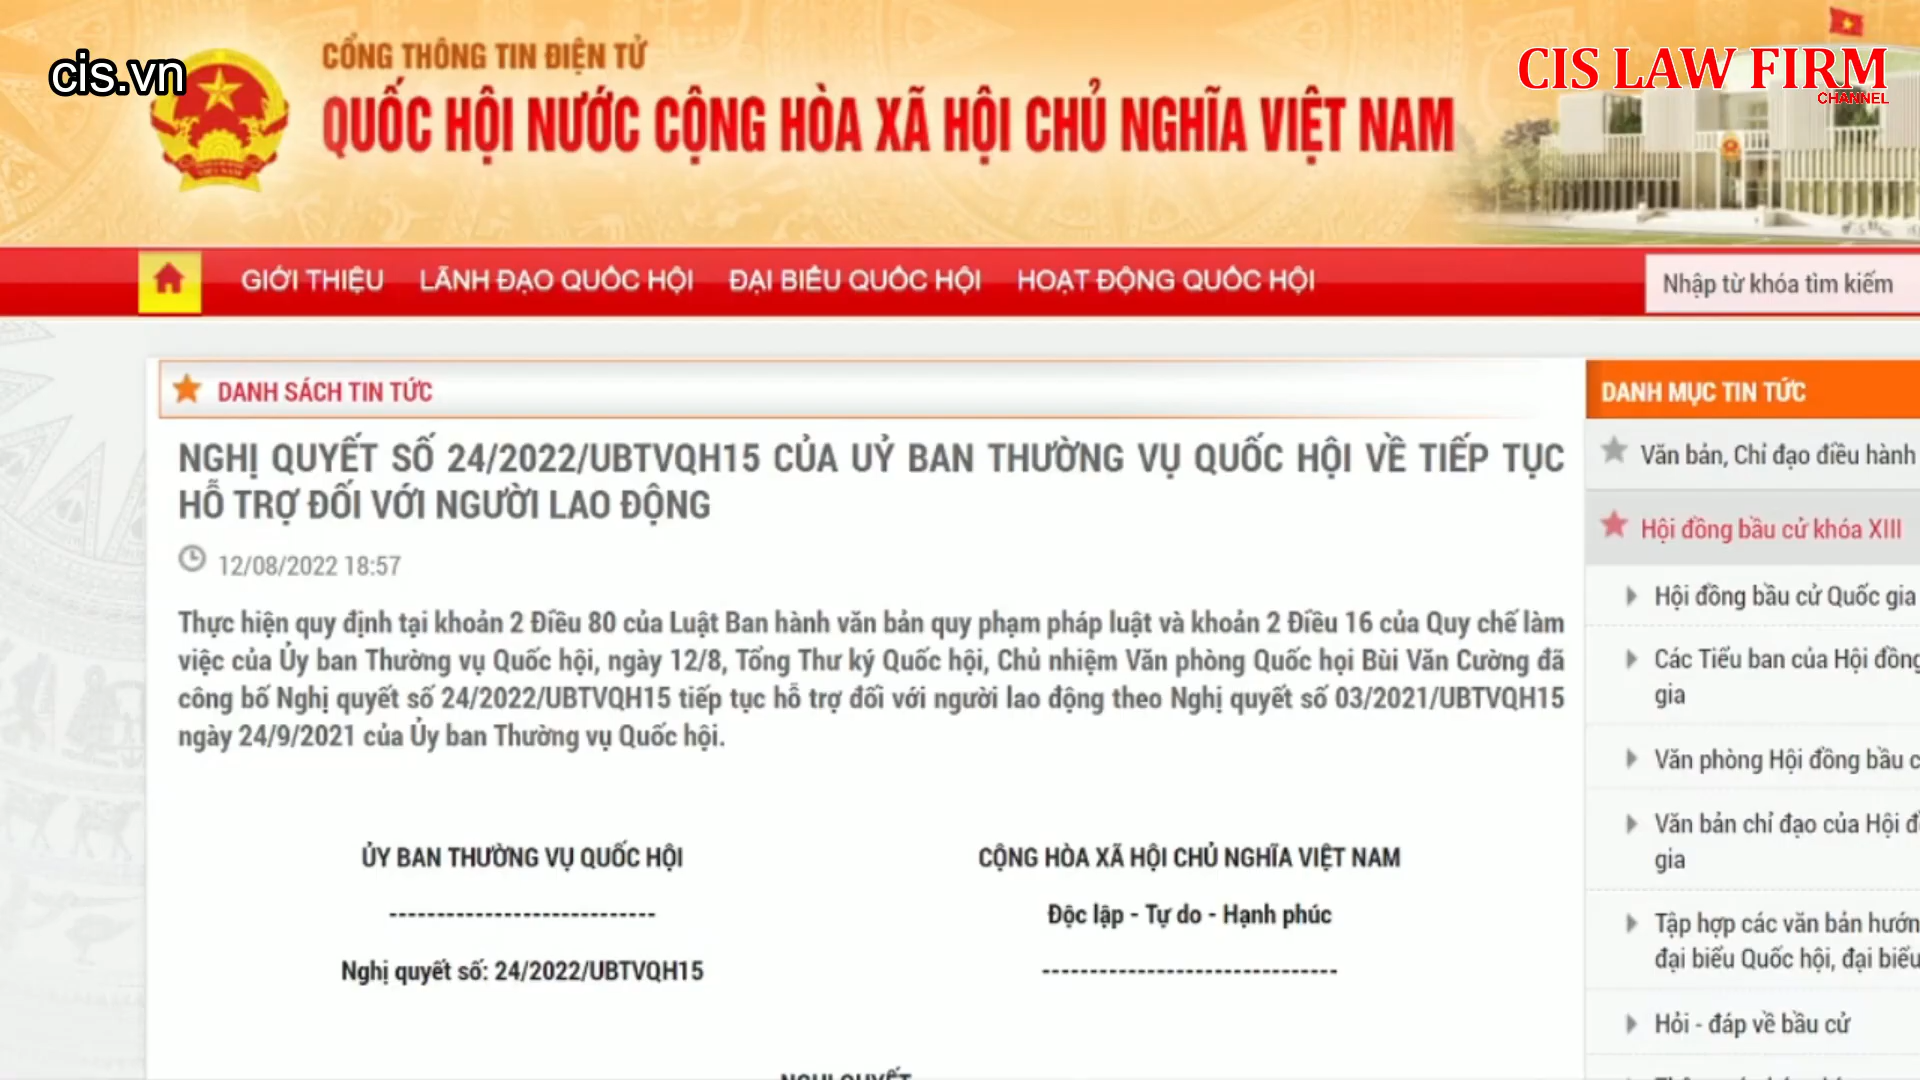 cis.vn
CỔNG THÔNG TIN ĐIỆN TỬ
QUỐC HỘI NƯỚC CỘNG HÒA XÃ HỘI CHỦ NGHĨA VIỆT NAM
CIS LAW FIRM
CHANNEL
GIỚI THIỆU
LÃNH ĐẠO QUỐC HỘI
ĐẠI BIỂU QUỐC HỘI
HOẠT ĐỘNG QUỐC HỘI
Nhập từ khóa tìm kiếm
DANH SÁCH TIN TỨC
NGHỊ QUYẾT SỐ 24/2022/UBTVQH15 CỦA UỶ BAN THƯỜNG VỤ QUỐC HỘI VỀ TIẾP TỤC
HỖ TRỢ ĐỐI VỚI NGƯỜI LAO ĐỘNG
12/08/2022 18:57
Thực hiện quy định tại khoản 2 Điều 80 của Luật Ban hành văn bản quy phạm pháp luật và khoản 2 Điều 16 của Quy chế làm
việc của Ủy ban Thường vụ Quốc hội, ngày 12/8, Tổng Thư ký Quốc hội, Chủ nhiệm Văn phòng Quốc họi Bùi Văn Cường đã
công bố Nghị quyết số 24/2022/UBTVQH15 tiếp tục hỗ trợ đối với người lao động theo Nghị quyết số 03/2021/UBTVQH15
ngày 24/9/2021 của Ủy ban Thường vụ Quốc hội.
ỦY BAN THƯỜNG VỤ QUỐC HỘI
---------------------------
Nghị quyết số: 24/2022/UBTVQH15
CỘNG HÒA XÃ HỘI CHỦ NGHĨA VIỆT NAM
Độc lập - Tự do - Hạnh phúc
------------------------------
NGHỊ QUYẾT
DANH MỤC TIN TỨC
Văn bản, Chỉ đạo điều hành
Hội đồng bầu cử khóa XIII
Hội đồng bầu cử Quốc gia
Các Tiểu ban của Hội đồng
gia
Văn phòng Hội đồng bầu c
Văn bản chỉ đạo của Hội đồ
gia
Tập hợp các văn bản hướn
đại biểu Quốc hội, đại biểu
Hỏi - đáp về bầu cử